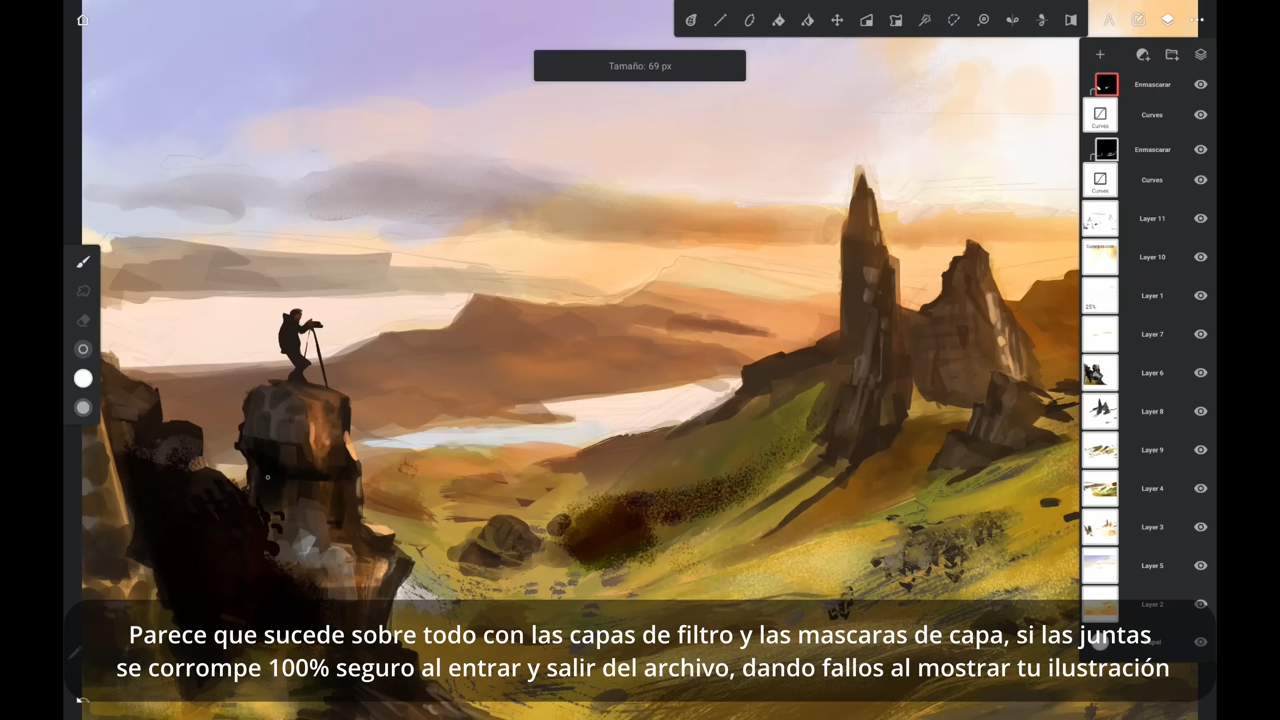 Tamaño: 69 px
Enmascarar
Curves
Curves
Enmascarar
Curves
Curves
Layer 11
Layer 10
Layer 1
25%
Layer 7
Layer 6
Layer 8
Layer 9
Layer 4
Layer 3
Layer 5
Layer 2
Parece que sucede sobre todo con las capas de filtro y las mascaras de capa, si las juntas
se corrompe 100% seguro al entrar y salir del archivo, dando fallos al mostrar tu ilustración